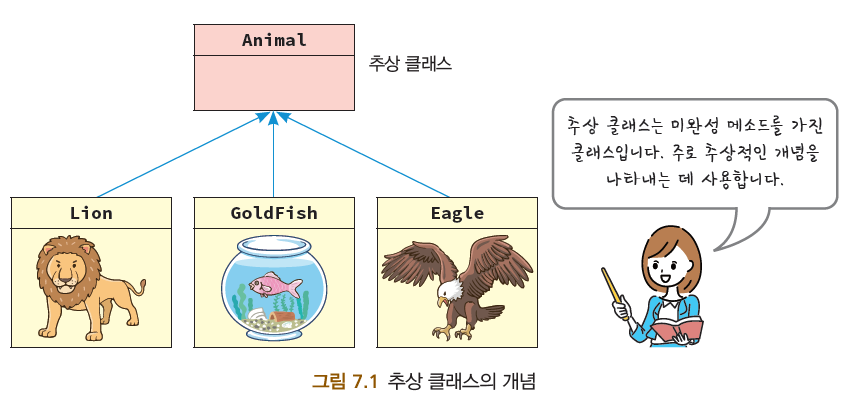 Animal
추상 클래스
추상 클래스는 미완성 메소드를 가진
클래스입니다. 주로 추상적인 개념을
나타내는 데 사용합니다.
Lion
GoldFish
Eagle
그림 7.1 추상 클래스의 개념